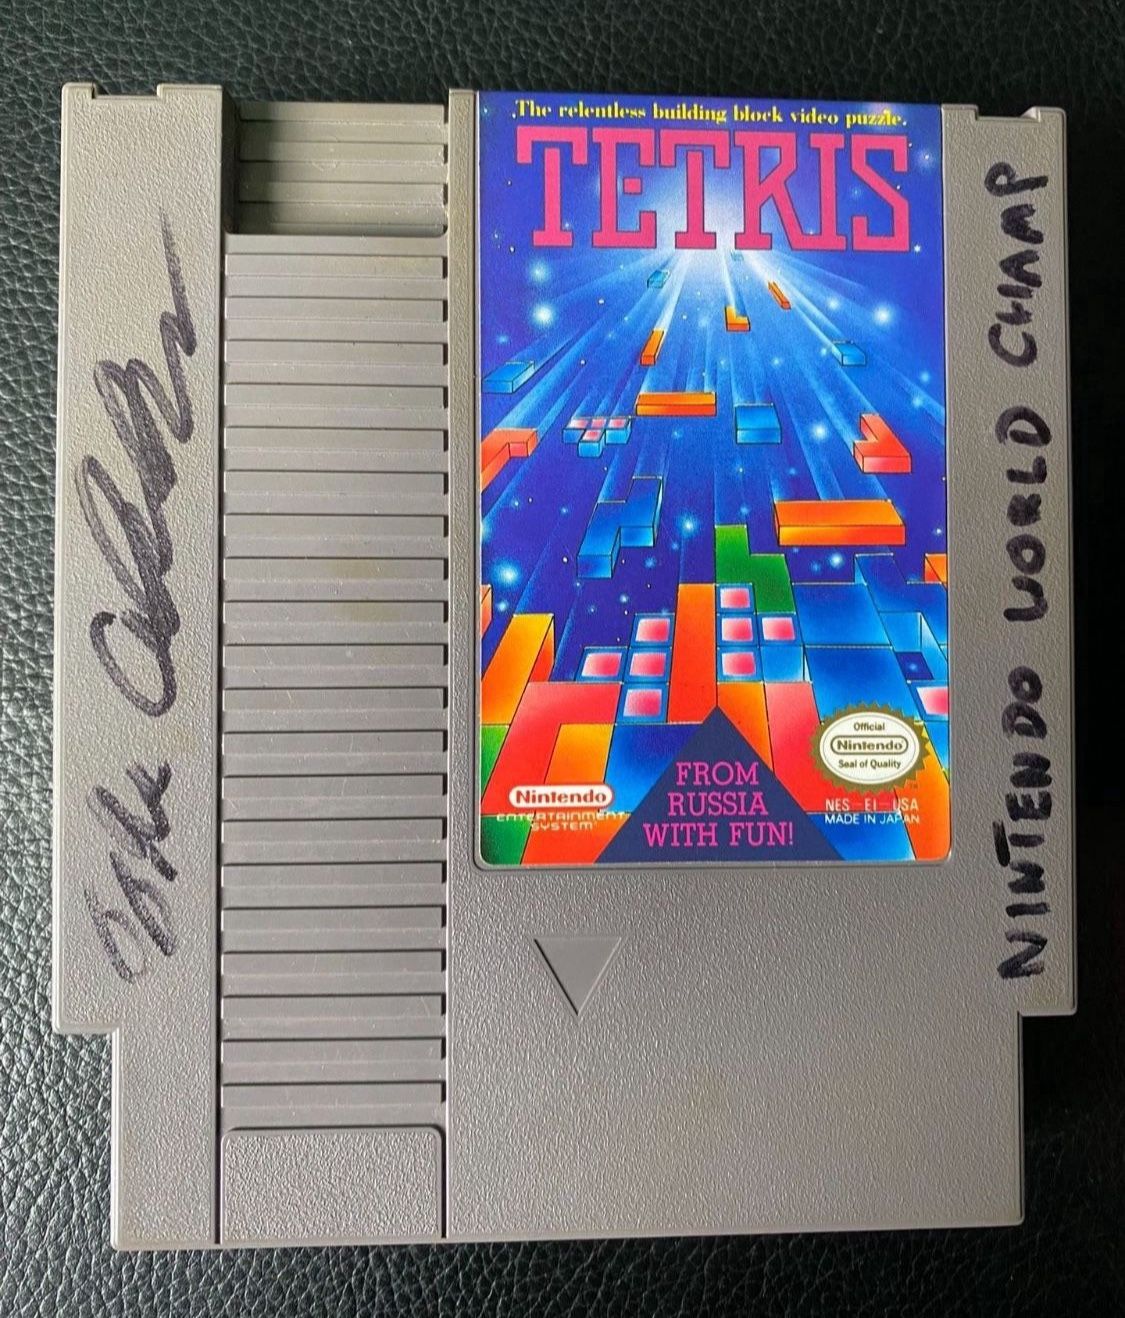 The relentless building block video puzzle.
TETRIS
Official
Nintendo
Seal of Quality
FROM
RUSSIA
WITH FUN!
Nintendo
ENTERTAINMENT
SYSTEM
NES-EI-USA
MADE IN JAPAN
NINTENDO WORLD CHAMP